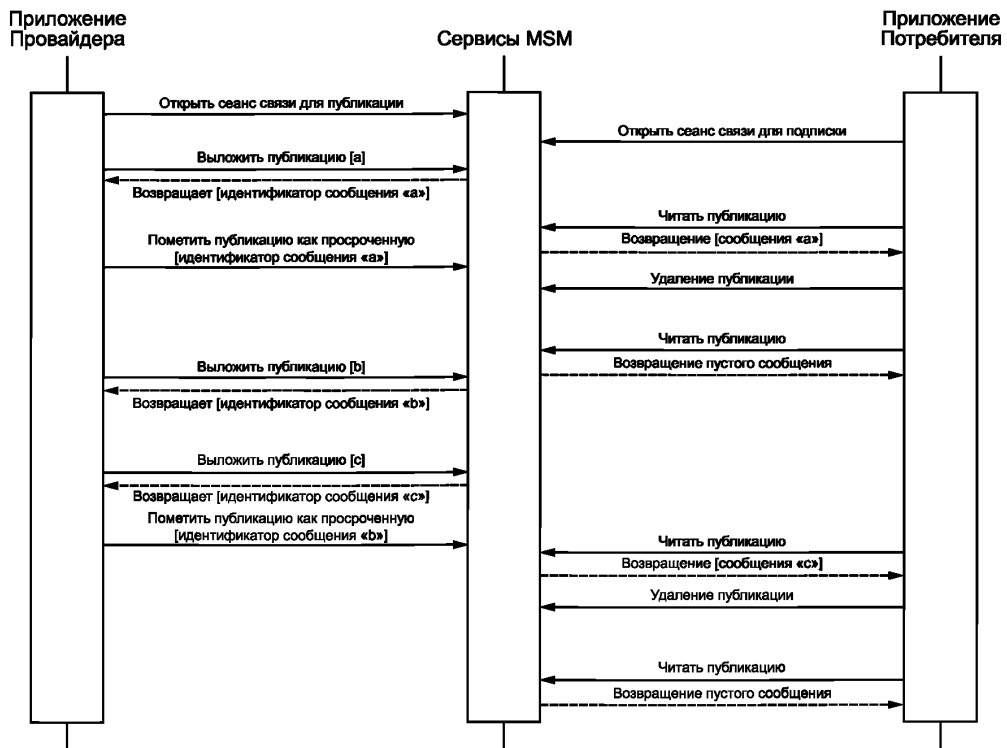 Приложение
Провайдера
Сервисы MSM
Приложение
Потребителя
Открыть сеанс связи для публикации
Открыть сеанс связи для подписки
Выложить публикацию [a]
Возвращает [идентификатор сообщения «a»]
Читать публикацию
Пометить публикацию как просроченную
[идентификатор сообщения «a»]
Возвращение [сообщения «a»]
Удаление публикации
Читать публикацию
Возвращение пустого сообщения
Выложить публикацию [b]
Возвращает [идентификатор сообщения «b»]
Выложить публикацию [c]
Возвращает [идентификатор сообщения «c»]
Пометить публикацию как просроченную
[идентификатор сообщения «b»]
Читать публикацию
Возвращение [сообщения «c»]
Удаление публикации
Читать публикацию
Возвращение пустого сообщения